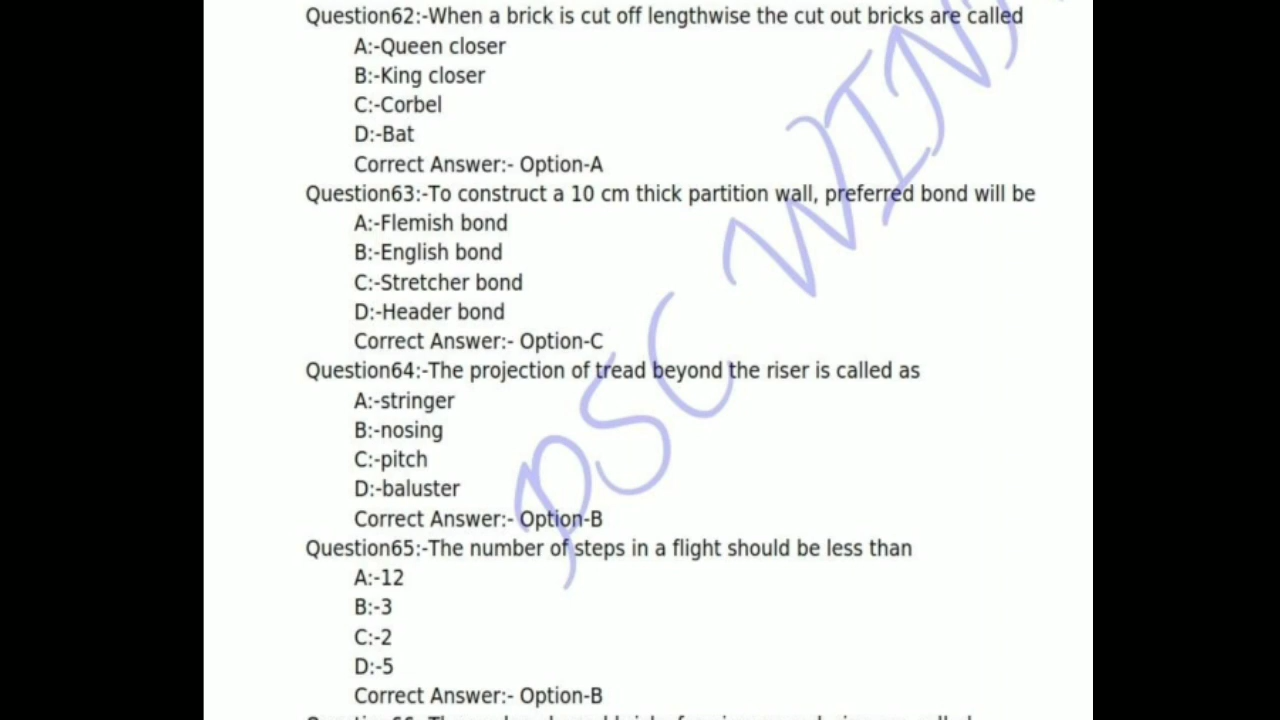 Question62:-When a brick is cut off lengthwise the cut out bricks are called
A:-Queen closer
B:-King closer
C:-Corbel
D:-Bat
Correct Answer:- Option-A
Question63:-To construct a 10 cm thick partition wall, preferred bond will be
A:-Flemish bond
B:-English bond
C:-Stretcher bond
D:-Header bond
Correct Answer:- Option-C
Question64:-The projection of tread beyond the riser is called as
A:-stringer
B:-nosing
C:-pitch
D:-baluster
Correct Answer:- Option-B
Question65:-The number of steps in a flight should be less than
A:-12
B:-3
C:-2
D:-5
Correct Answer:- Option-B
PSC